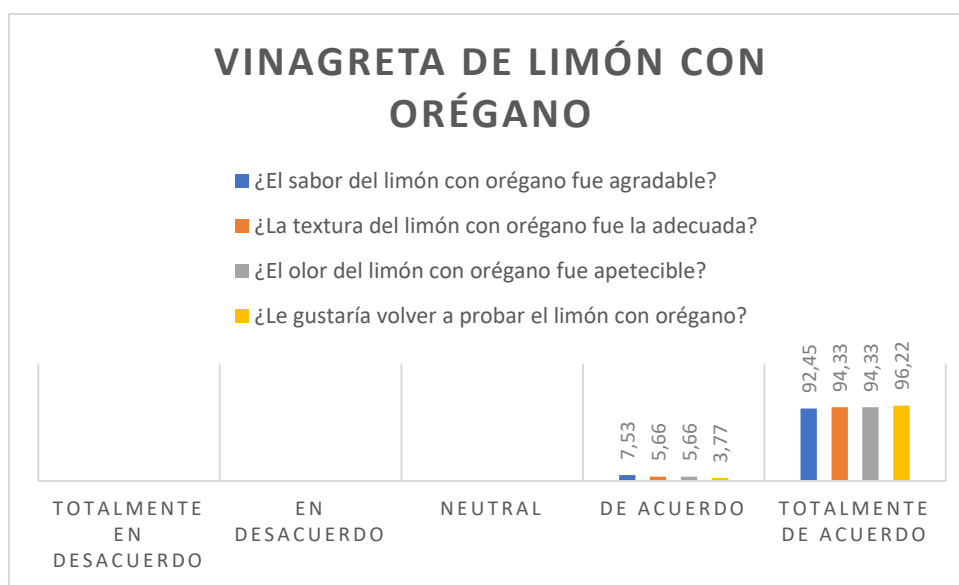 VINAGRETA DE LIMÓN CON
ORÉGANO
¿El sabor del limón con orégano fue agradable?
¿La textura del limón con orégano fue la adecuada?
¿El olor del limón con orégano fue apetecible?
¿Le gustaría volver a probar el limón con orégano?
7,53
5,66
5,66
3,77
92,45
94,33
94,33
96,22
TOTALMENTE
EN
DESACUERDO
EN
DESACUERDO
NEUTRAL
DE ACUERDO
TOTALMENTE
DE ACUERDO